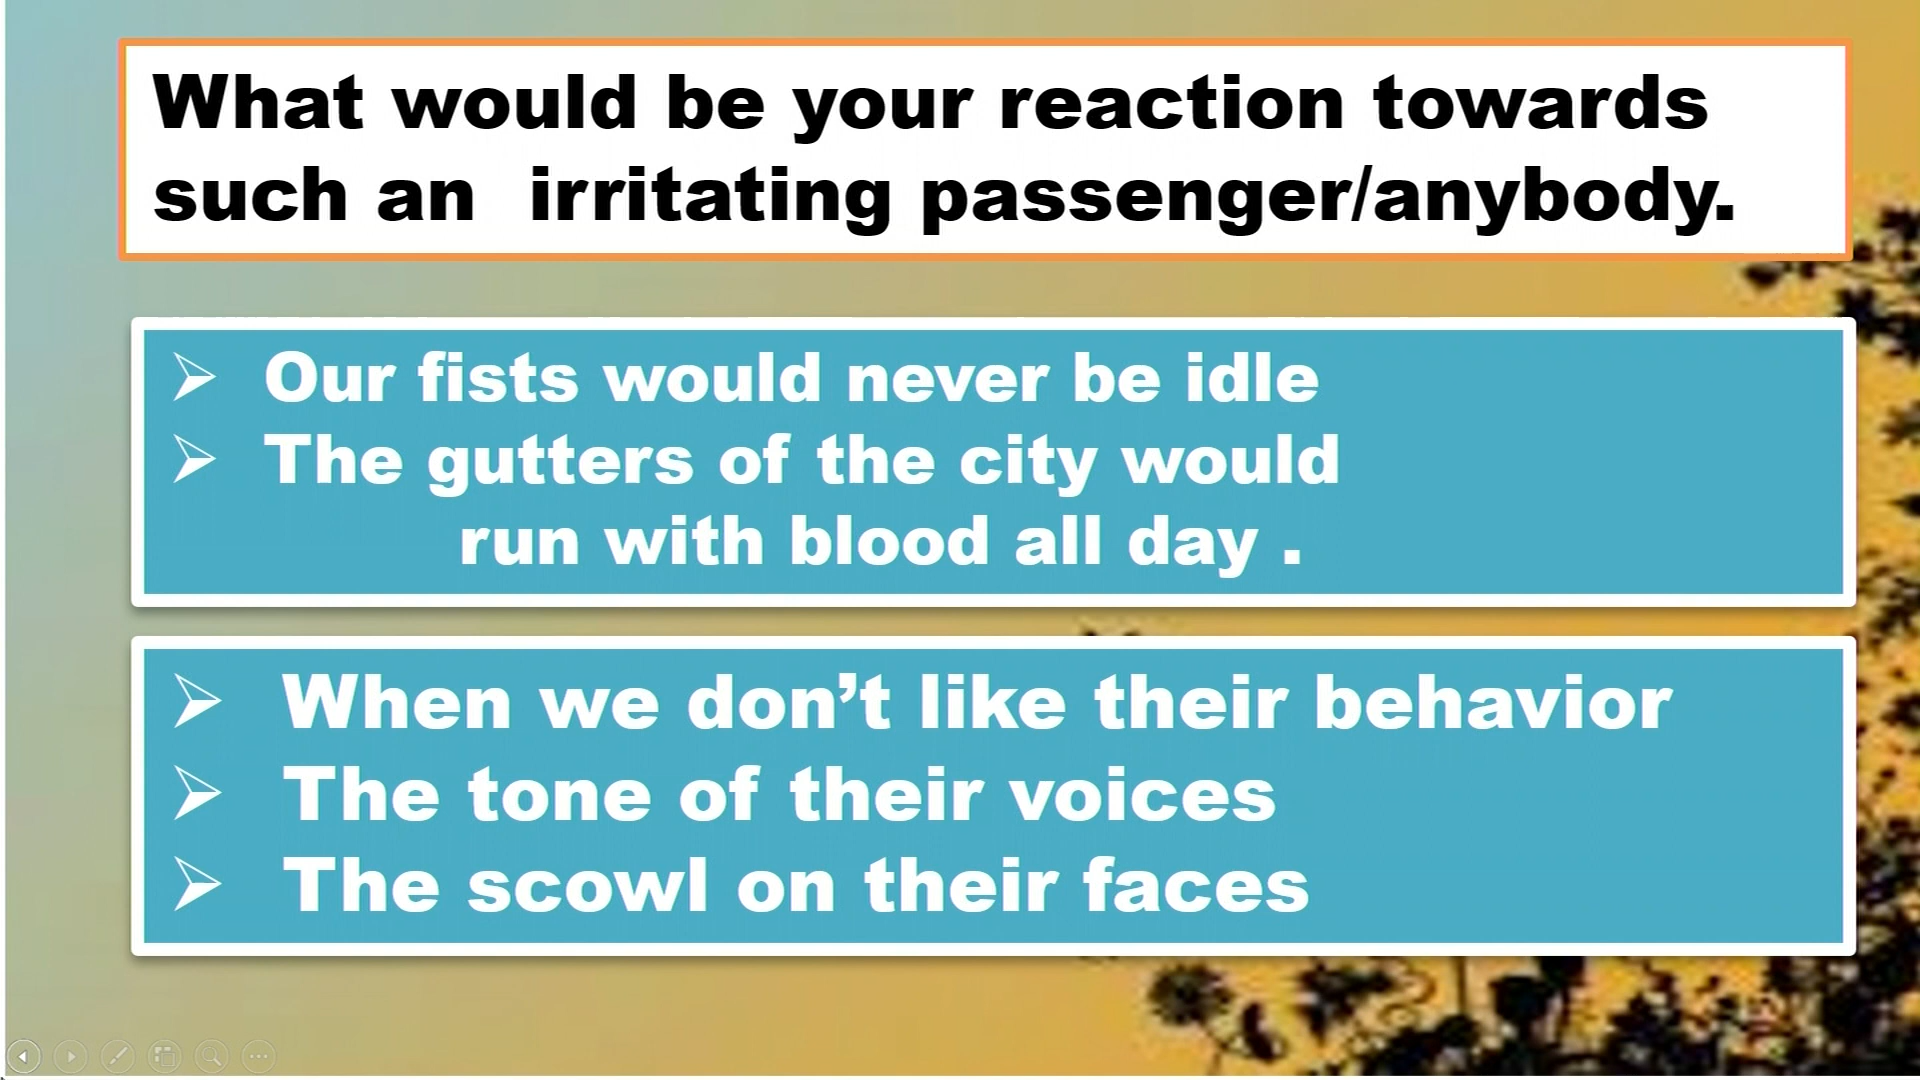 What would be your reaction towards
such an irritating passenger/anybody.
➢ Our fists would never be idle
➢ The gutters of the city would
run with blood all day .
➢ When we don’t like their behavior
➢ The tone of their voices
➢ The scowl on their faces